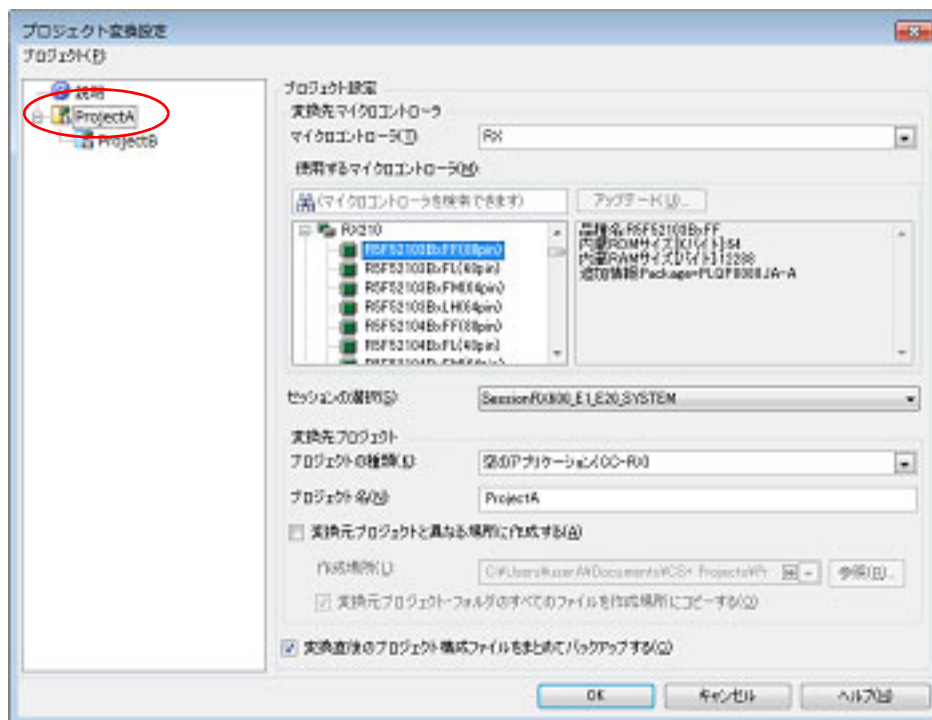 プロジェクト変換設定
プロジェクト(P)
説明
ProjectA
ProjectB
プロジェクト設定
変換先マイクロコントローラ
マイクロコントローラ(T)
RX
使用するマイクロコントローラ(M)
(マイクロコントローラを検索できます)
アップデート(U)...
RX210
R5F52103BxFF(80pin)
R5F52103BxFL(48pin)
R5F52103BxFM(64pin)
R5F52103BxLH(64pin)
R5F52104BxFF(80pin)
R5F52104BxFL(48pin)
R5F52104BxFM(64pin)
品種名:R5F52103BxFF
内蔵ROMサイズ[Kバイト]:64
内蔵RAMサイズ[バイト]:12288
追加情報:Package=PLQP0080JA-A
セッションの選択(S)
SessionRX600_E1_E20_SYSTEM
変換先プロジェクト
プロジェクトの種類(K):
空のアプリケーション(CC-RX)
プロジェクト名(N)
ProjectA
変換元プロジェクトと異なる場所に作成する(A)
作成場所(L):
C:¥Users¥userA¥Documents¥CS+ Projects¥Pr
参照(R)...
変換元プロジェクト・フォルダのすべてのファイルを作成場所にコピーする(O)
変換直後のプロジェクト構成ファイルをまとめてバックアップする(C)
OK
キャンセル
ヘルプ(H)